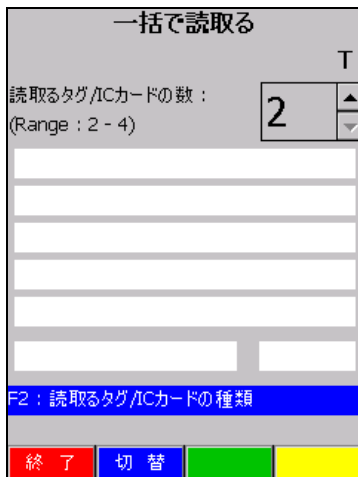 一括で読取る
T
読取るタグ/ICカードの数：
(Range：2 - 4)
2
F2：読取るタグ/ICカードの種類
終 了
切 替